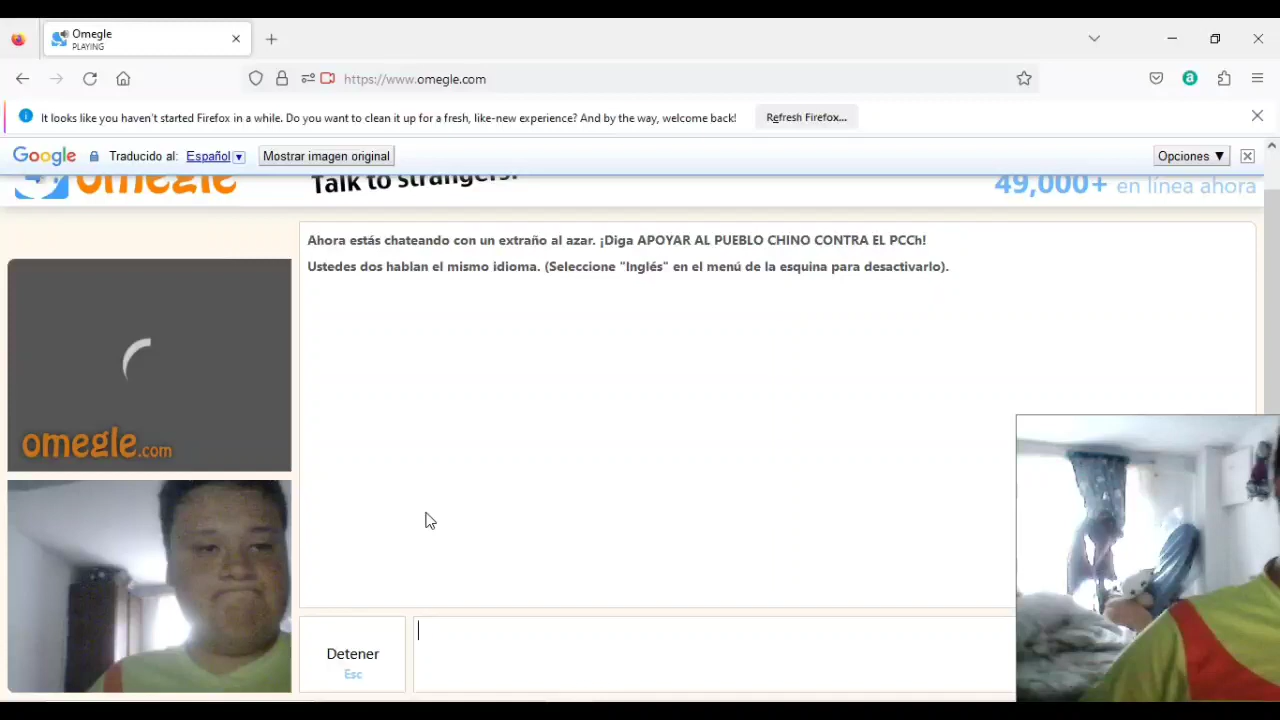 Omegle
PLAYING
https://www.omegle.com
It looks like you haven't started Firefox in a while. Do you want to clean it up for a fresh, like-new experience? And by the way, welcome back!
Refresh Firefox...
Google Traducido al: Español Mostrar imagen original
Opciones ▼
omegle Talk to strangers!
49,000+ en línea ahora
Ahora estás chateando con un extraño al azar. ¡Diga APOYAR AL PUEBLO CHINO CONTRA EL PCCh!
Ustedes dos hablan el mismo idioma. (Seleccione "Inglés" en el menú de la esquina para desactivarlo).
omegle.com
Detener
Esc